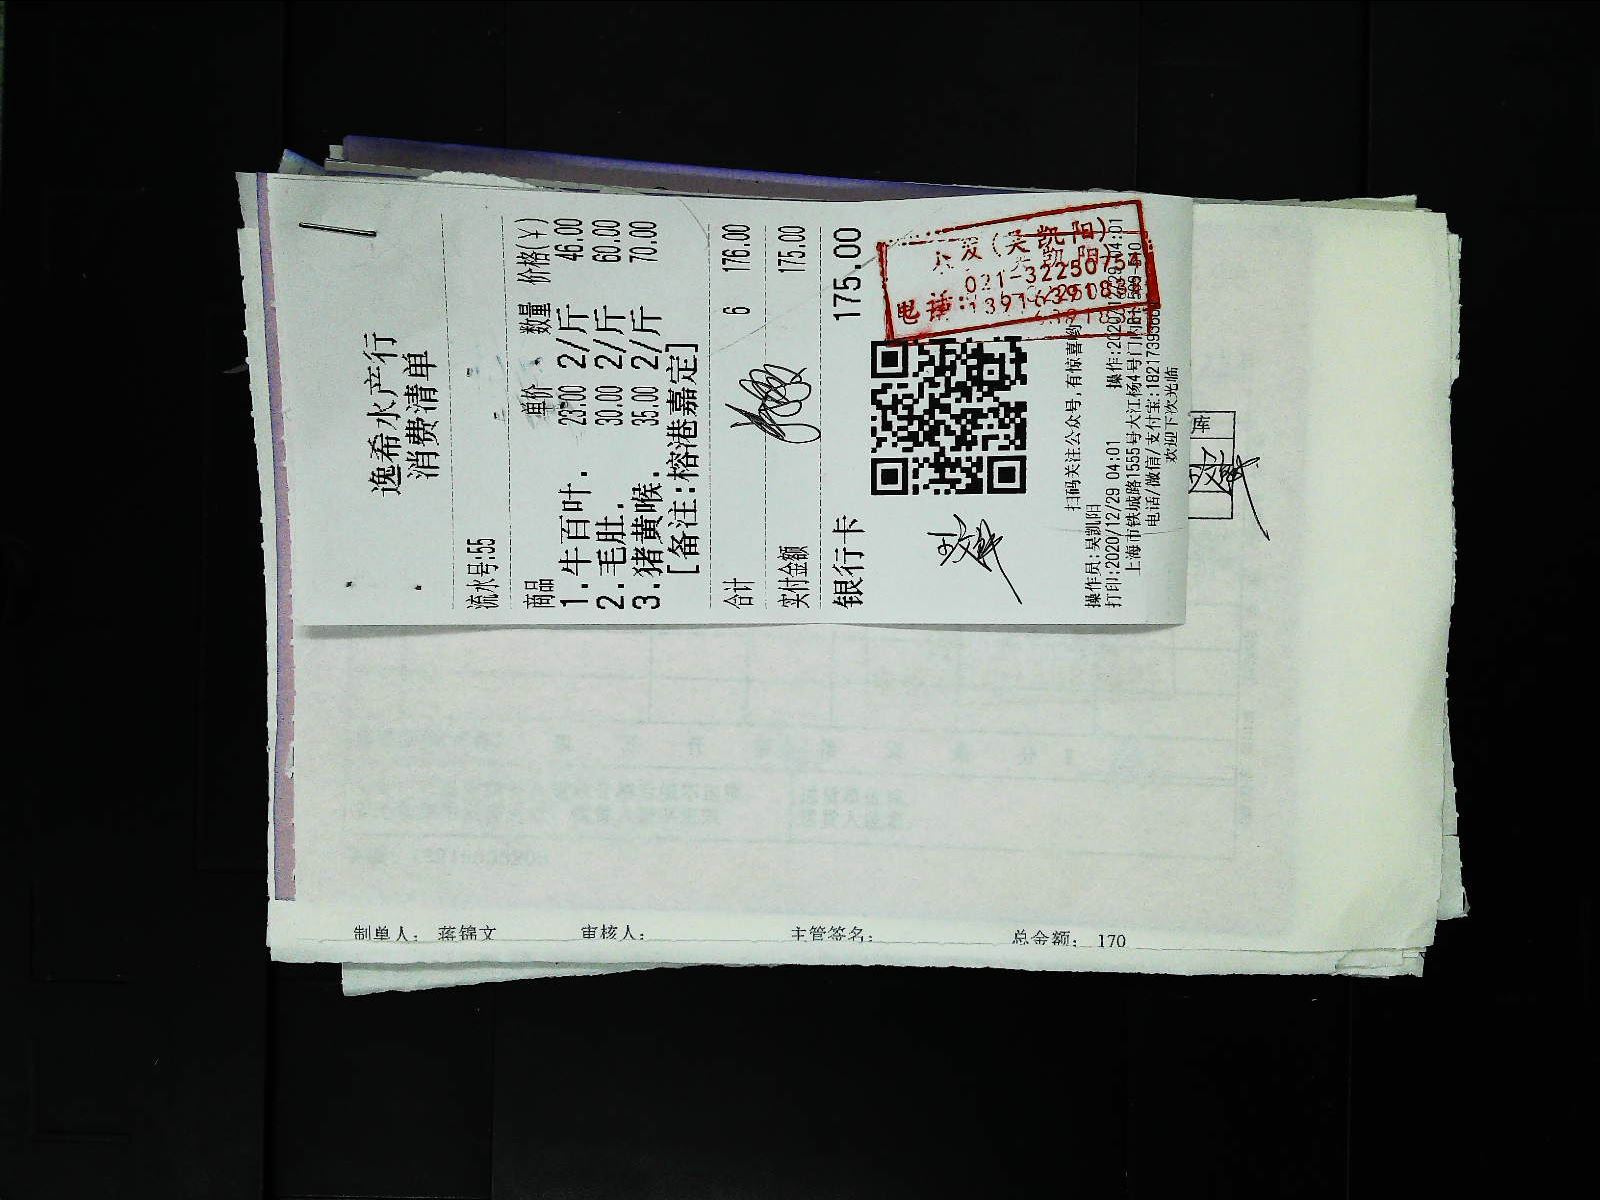 逸希水产行
消费清单
流水号:55
商品 单价 数量 价格(￥)
1.牛百叶. 23.00 2/斤 46.00
2.毛肚. 30.00 2/斤 60.00
3.猪黄喉. 35.00 2/斤 70.00
[备注:榕港嘉定]
合计 6 176.00
实付金额 175.00
银行卡 175.00
(吴凯阳)
021-32250754
电话:
扫码关注公众号,有惊喜哟
操作员:吴凯阳
打印:2020/12/29 04:01
上海市铁城路1555号大江杨4号门内
电话/微信/支付宝:
欢迎下次光临
制单人: 蒋锦文 审核人: 主管签名: 总金额: 170